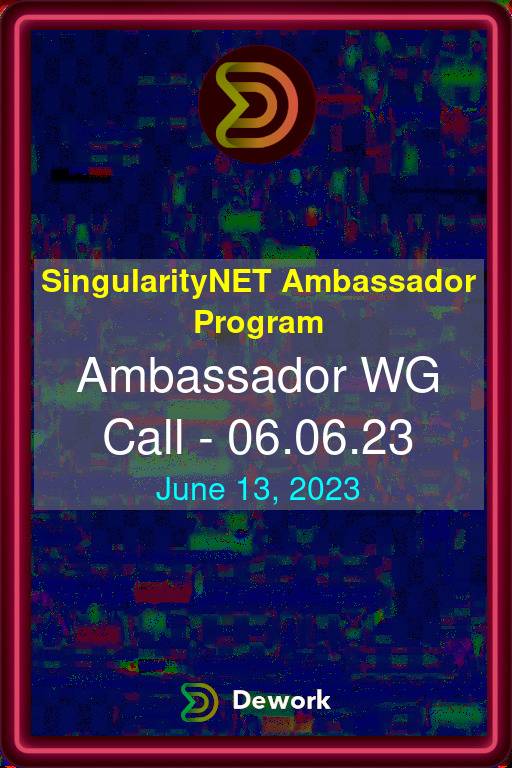 SingularityNET Ambassador
Program
Ambassador WG
Call - 06.06.23
June 13, 2023
Dework